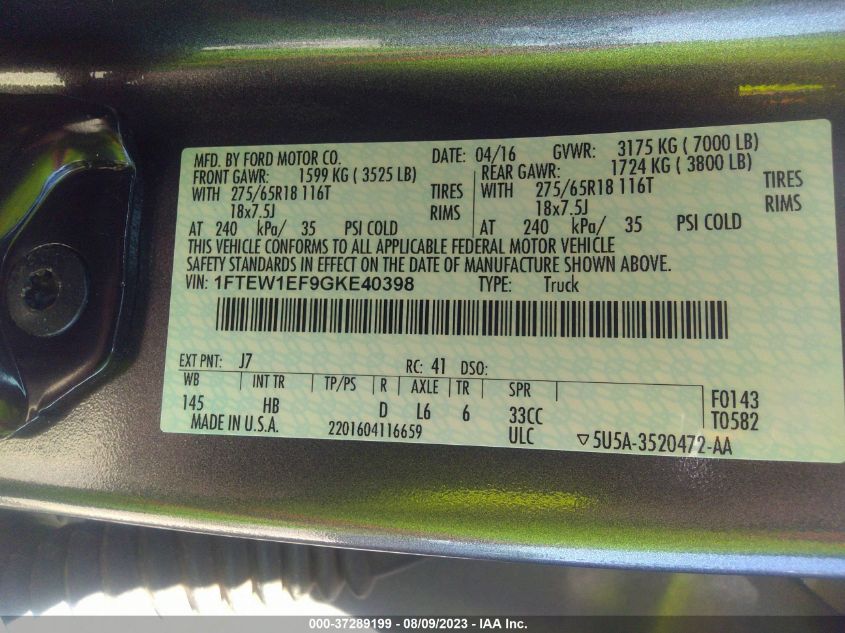 MFD. BY FORD MOTOR CO. DATE: 04/16 GVWR: 3175 KG ( 7000 LB)
FRONT GAWR: 1599 KG ( 3525 LB) REAR GAWR: 1724 KG ( 3800 LB)
WITH 275/65R18 116T TIRES WITH 275/65R18 116T TIRES
18x7.5J RIMS 18x7.5J RIMS
AT 240 kPa/ 35 PSI COLD AT 240 kPa/ 35 PSI COLD
THIS VEHICLE CONFORMS TO ALL APPLICABLE FEDERAL MOTOR VEHICLE
SAFETY STANDARDS IN EFFECT ON THE DATE OF MANUFACTURE SHOWN ABOVE.
VIN: 1FTEW1EF9GKE40398 TYPE: Truck
EXT PNT: J7 RC: 41 DSO:
WB INT TR TP/PS R AXLE TR SPR F0143
145 HB D L6 6 33CC T0582
MADE IN U.S.A. 2201604116659 ULC ▽5U5A-3520472-AA
000-37289199 - 08/09/2023 - IAA Inc.